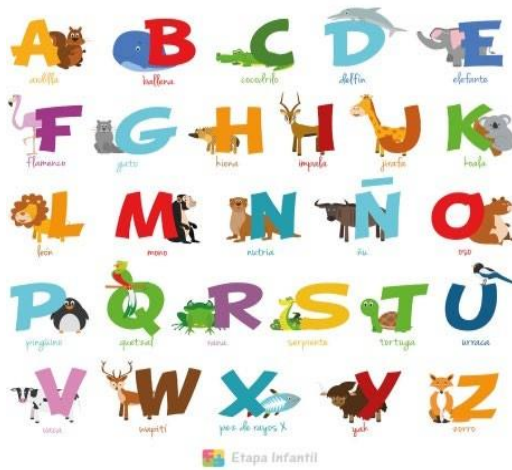 A B C D E
ardilla ballena cocodrilo delfín elefante
F G H I J K
flamenco gato hiena impala jirafa koala
L M N Ñ O
león mono nutria ñu oso
P Q R S T U
pingüino quetzal rana serpiente tortuga urraca
V W X Y Z
vaca wapití pez de rayos X yak zorro
Etapa Infantil